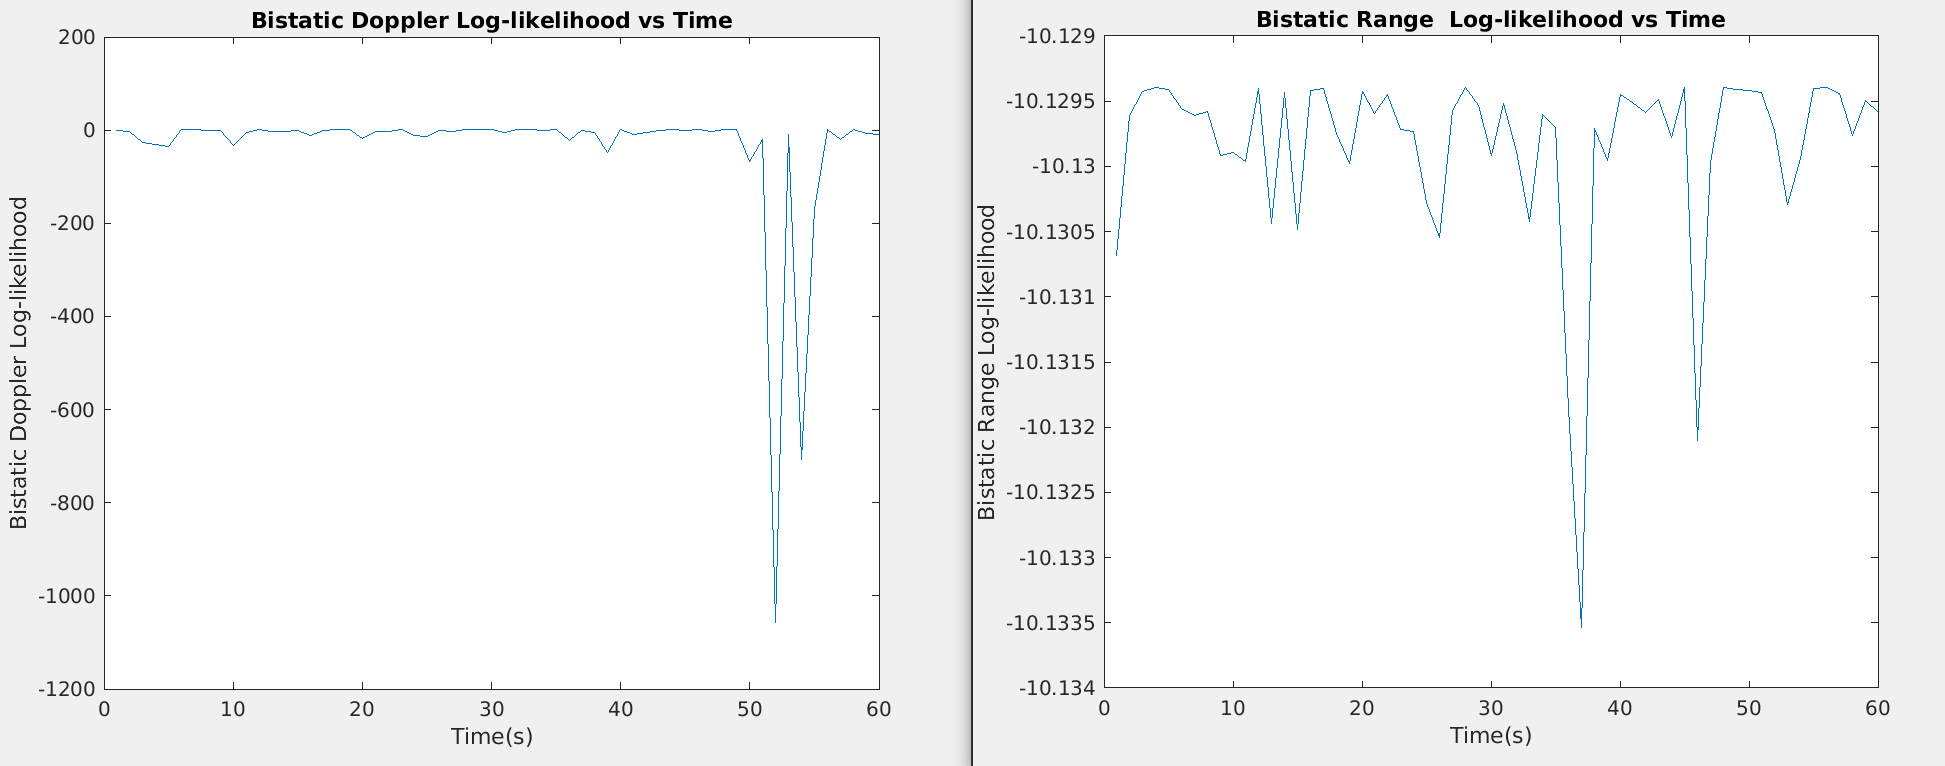 Bistatic Doppler Log-likelihood vs Time
200
0
-200
-400
-600
-800
-1000
-1200
0 10 20 30 40 50 60
Time(s)
Bistatic Doppler Log-likelihood
Bistatic Range  Log-likelihood vs Time
-10.129
-10.1295
-10.13
-10.1305
-10.131
-10.1315
-10.132
-10.1325
-10.133
-10.1335
-10.134
0 10 20 30 40 50 60
Time(s)
Bistatic Range Log-likelihood